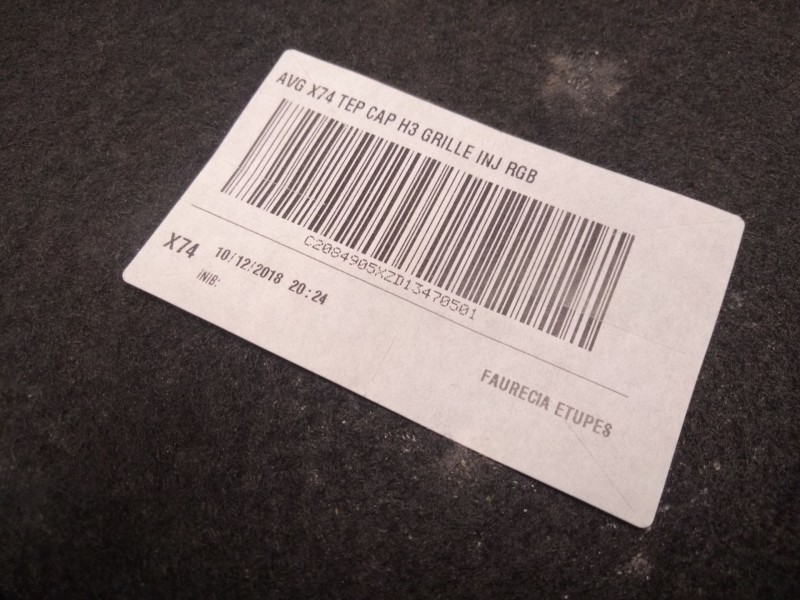 AVG X74 TEP CAP H3 GRILLE INJ RGB
C2084905XZD13470501
X74 10/12/2018 20:24
INIB:
FAURECIA ETUPES